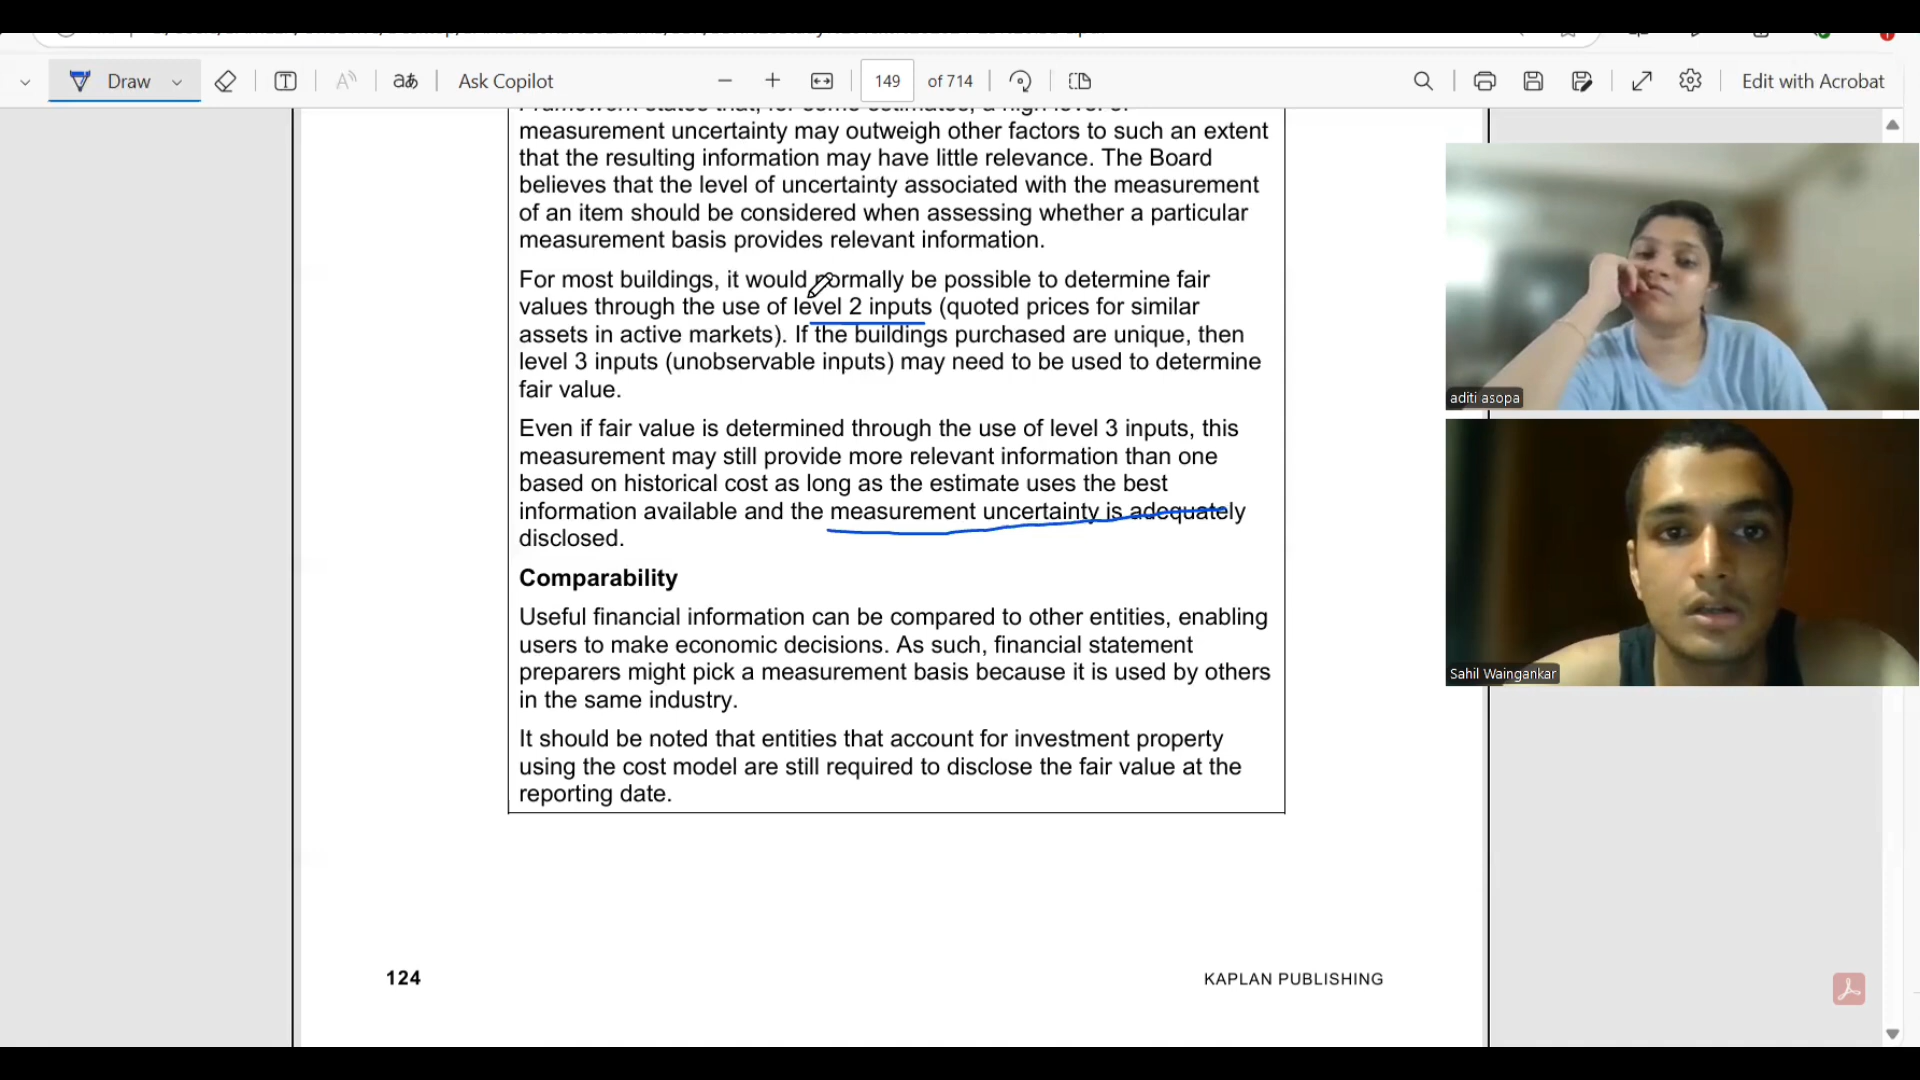 Draw
Ask Copilot
149 of 714
Edit with Acrobat
measurement uncertainty may outweigh other factors to such an extent
that the resulting information may have little relevance. The Board
believes that the level of uncertainty associated with the measurement
of an item should be considered when assessing whether a particular
measurement basis provides relevant information.
For most buildings, it would normally be possible to determine fair
values through the use of level 2 inputs (quoted prices for similar
assets in active markets). If the buildings purchased are unique, then
level 3 inputs (unobservable inputs) may need to be used to determine
fair value.
Even if fair value is determined through the use of level 3 inputs, this
measurement may still provide more relevant information than one
based on historical cost as long as the estimate uses the best
information available and the measurement uncertainty is adequately
disclosed.
Comparability
Useful financial information can be compared to other entities, enabling
users to make economic decisions. As such, financial statement
preparers might pick a measurement basis because it is used by others
in the same industry.
It should be noted that entities that account for investment property
using the cost model are still required to disclose the fair value at the
reporting date.
124
KAPLAN PUBLISHING
aditi asopa
Sahil Waingankar